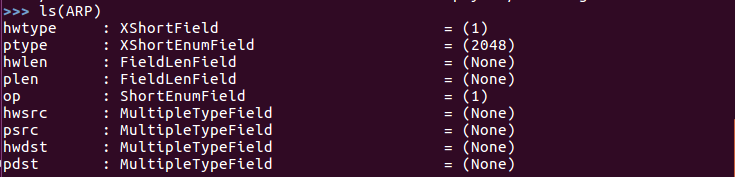 >>> ls(ARP)
hwtype     : XShortField                         = (1)
ptype      : XShortEnumField                     = (2048)
hwlen      : FieldLenField                       = (None)
plen       : FieldLenField                       = (None)
op         : ShortEnumField                      = (1)
hwsrc      : MultipleTypeField                   = (None)
psrc       : MultipleTypeField                   = (None)
hwdst      : MultipleTypeField                   = (None)
pdst       : MultipleTypeField                   = (None)